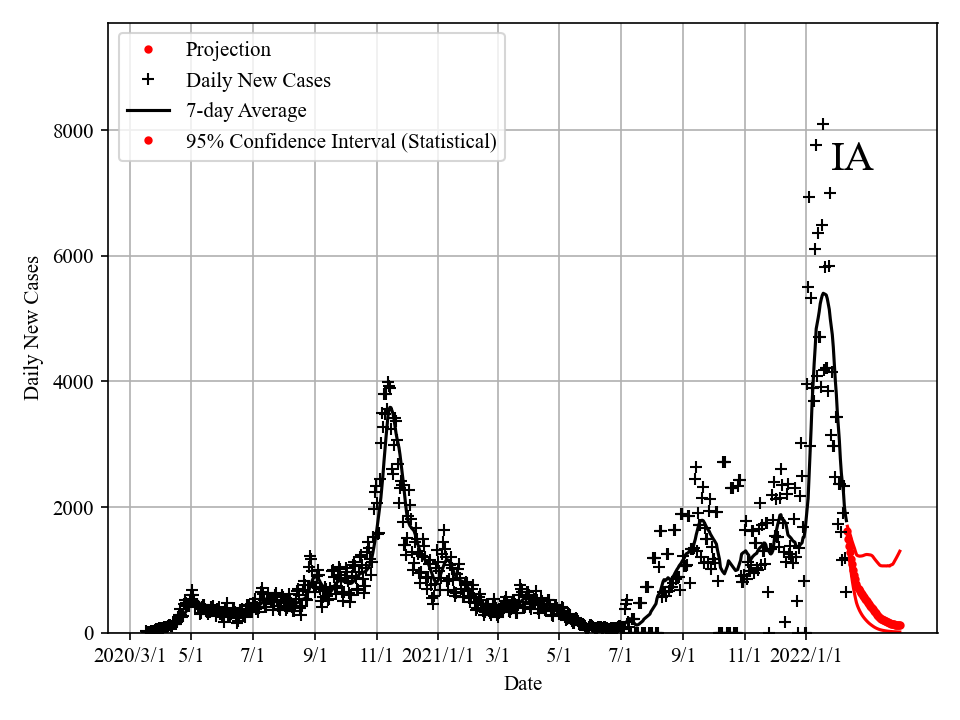 Projection
Daily New Cases
7-day Average
95% Confidence Interval (Statistical)
IA
8000
6000
4000
2000
0
Daily New Cases
2020/3/1 5/1 7/1 9/1 11/1 2021/1/1 3/1 5/1 7/1 9/1 11/1 2022/1/1
Date